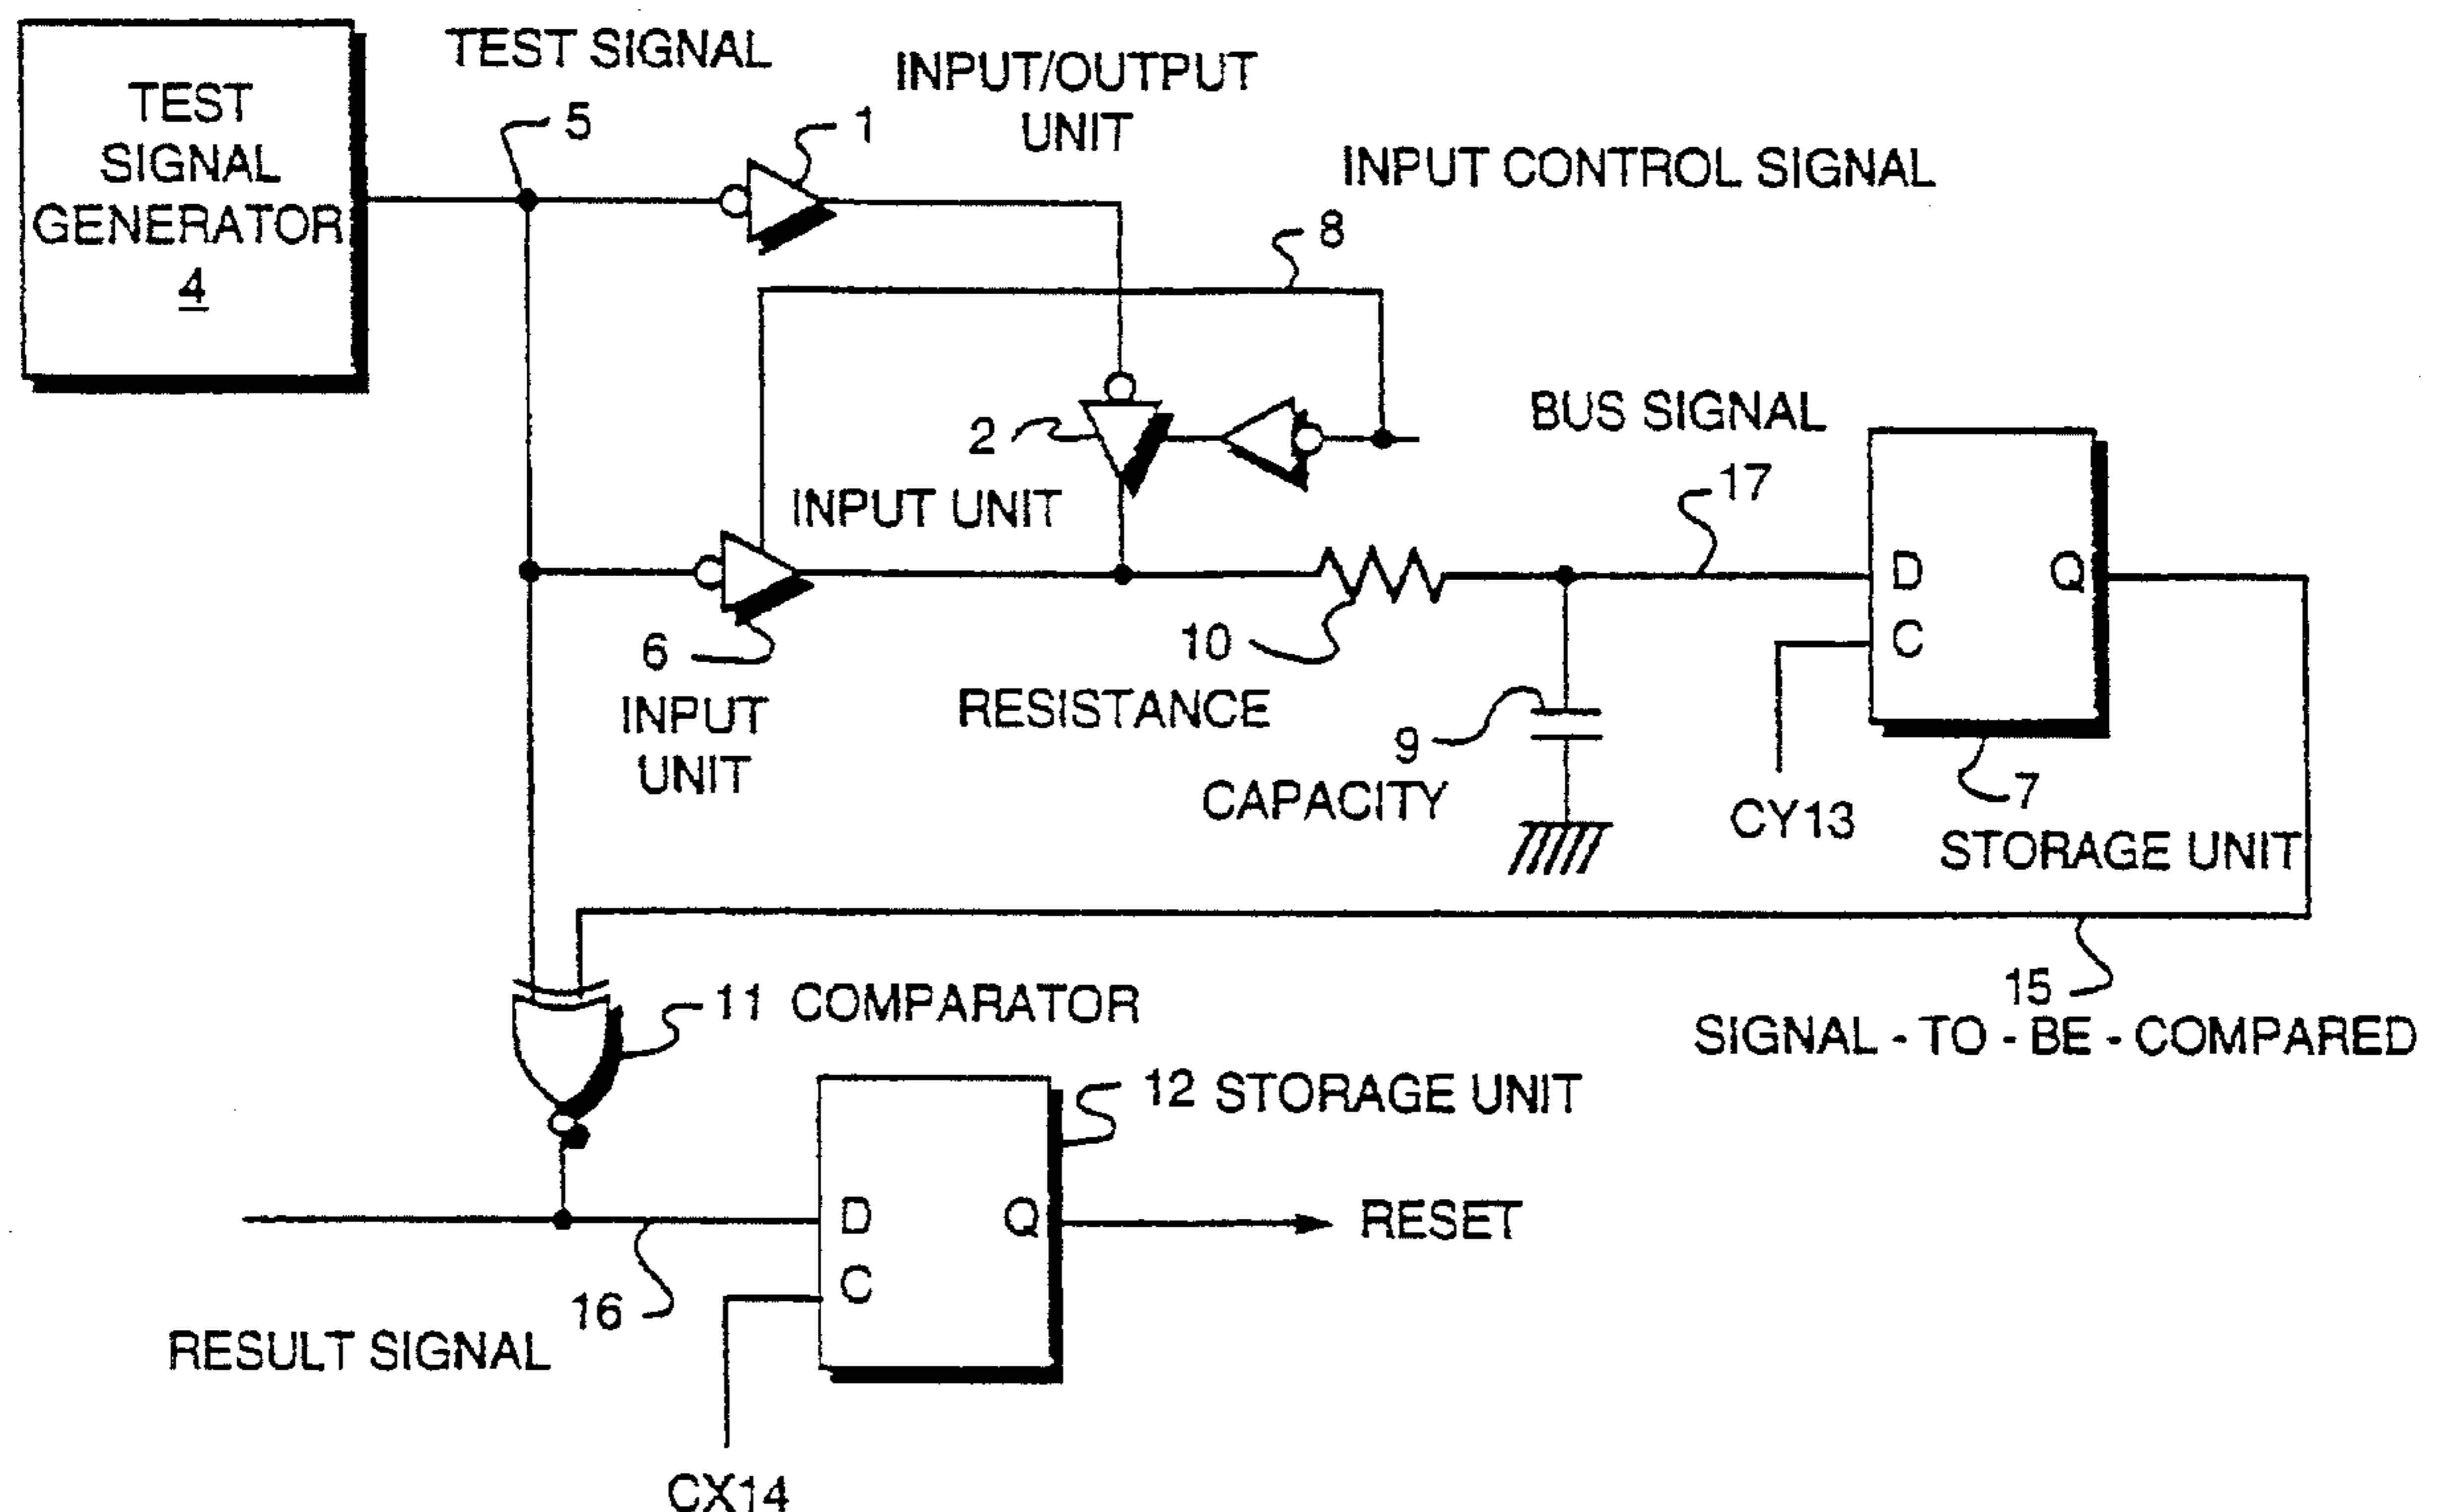 TEST
SIGNAL
GENERATOR
4
TEST SIGNAL
5
1
INPUT/OUTPUT
UNIT
INPUT CONTROL SIGNAL
8
2
INPUT UNIT
BUS SIGNAL
17
6
INPUT
UNIT
10
RESISTANCE
9
CAPACITY
D
Q
C
CY13
7
STORAGE UNIT
15
SIGNAL - TO - BE - COMPARED
11 COMPARATOR
12 STORAGE UNIT
D
Q
C
RESET
16
RESULT SIGNAL
CX14